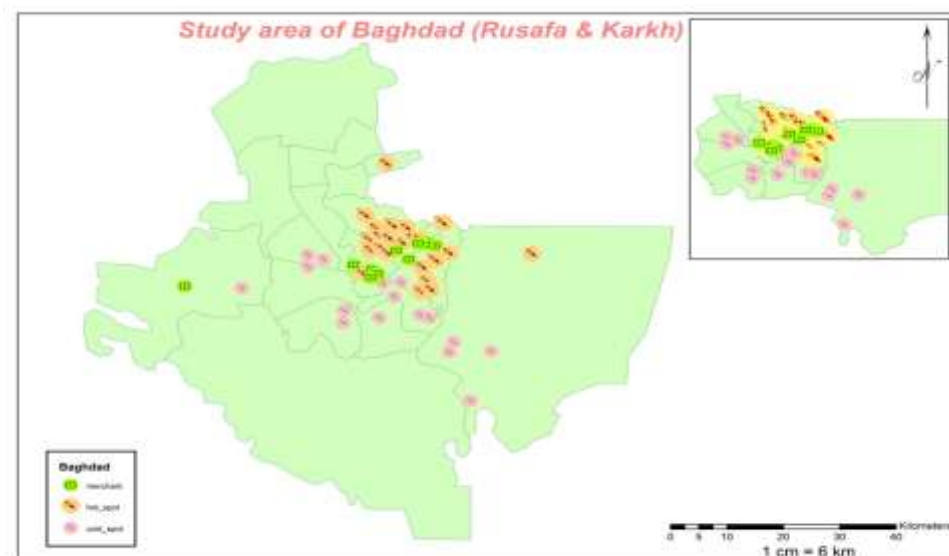 Study area of Baghdad (Rusafa & Karkh)
N
Baghdad
merchant
hot_spot
cold_spot
Kilometers
0 5 10 20 30 40
1 cm = 6 km